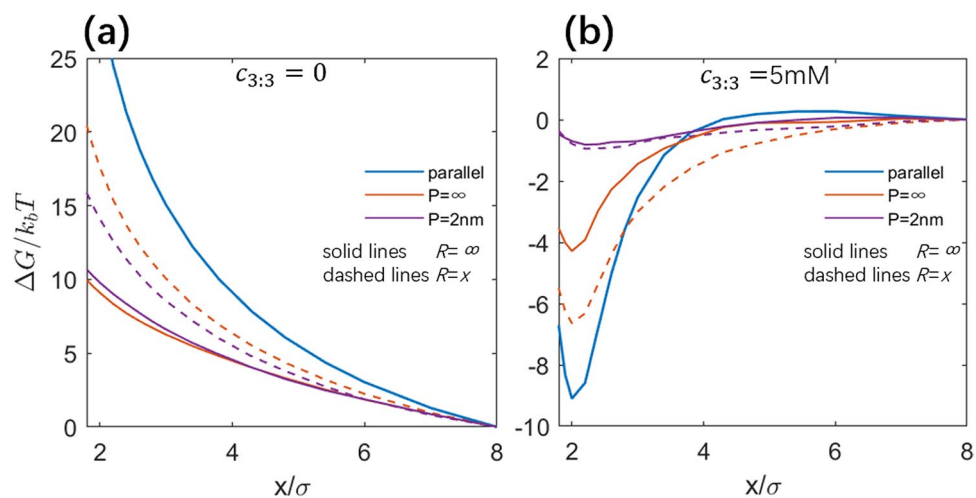 (a)
c₃:₃ = 0
25
20
15
10
5
0
ΔG/k_bT
parallel
P=∞
P=2nm
solid lines R= ∞
dashed lines R=x
2 4 6 8
x/σ
(b)
c₃:₃ =5mM
2
0
-2
-4
-6
-8
-10
parallel
P=∞
P=2nm
solid lines R= ∞
dashed lines R=x
2 4 6 8
x/σ